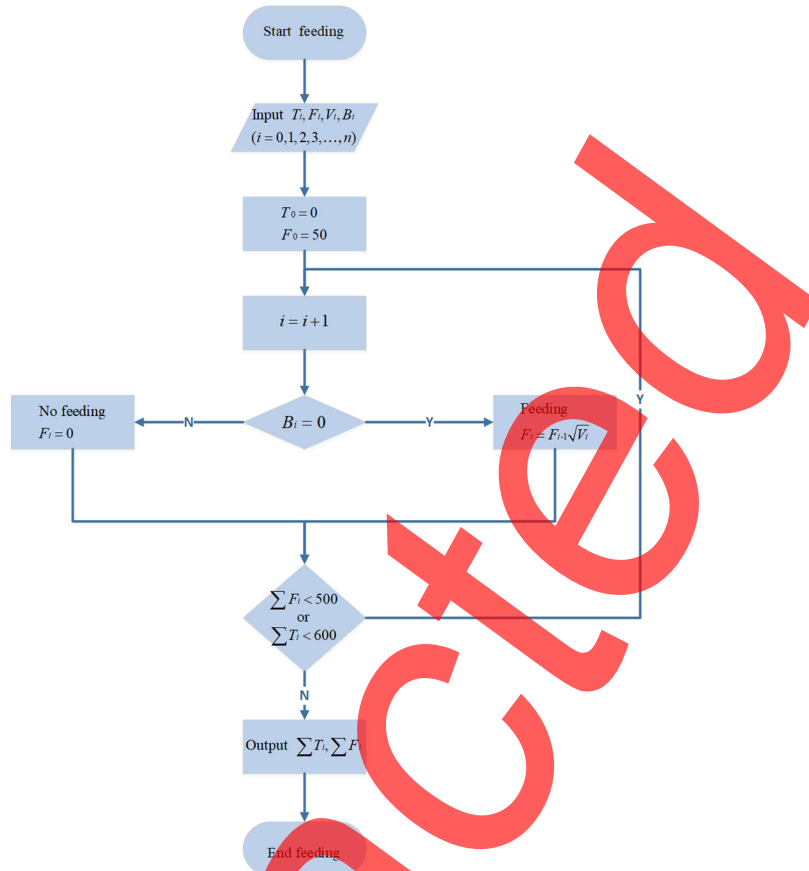 Start feeding
Input Tᵢ, Fᵢ, Vᵢ, Bᵢ
(i = 0,1,2,3,…,n)
T₀ = 0
F₀ = 50
i = i + 1
No feeding
Fᵢ = 0
N
Bᵢ = 0
Y
Feeding
Fᵢ = Fᵢ₋₁√Vᵢ
Y
∑Fᵢ < 500
or
∑Tᵢ < 600
N
Output ∑Tᵢ, ∑Fᵢ
End feeding
cted